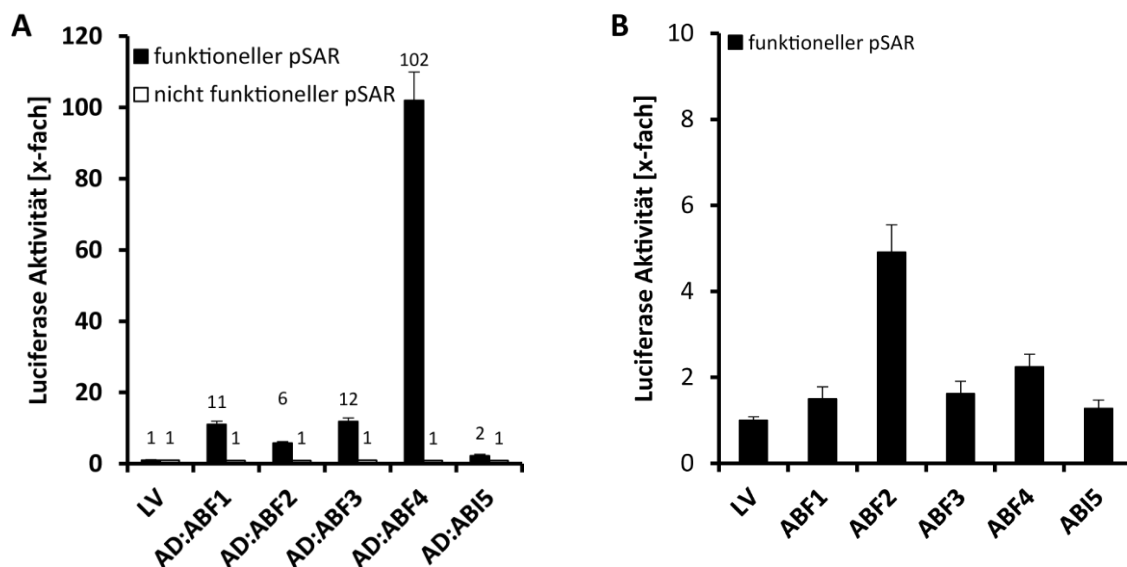 A
Luciferase Aktivität [x-fach]
120
100
80
60
40
20
0
funktioneller pSAR
nicht funktioneller pSAR
1 1 11 1 6 1 12 1 102 1 2 1
LV AD:ABF1 AD:ABF2 AD:ABF3 AD:ABF4 AD:ABI5
B
Luciferase Aktivität [x-fach]
10
8
6
4
2
0
funktioneller pSAR
LV ABF1 ABF2 ABF3 ABF4 ABI5